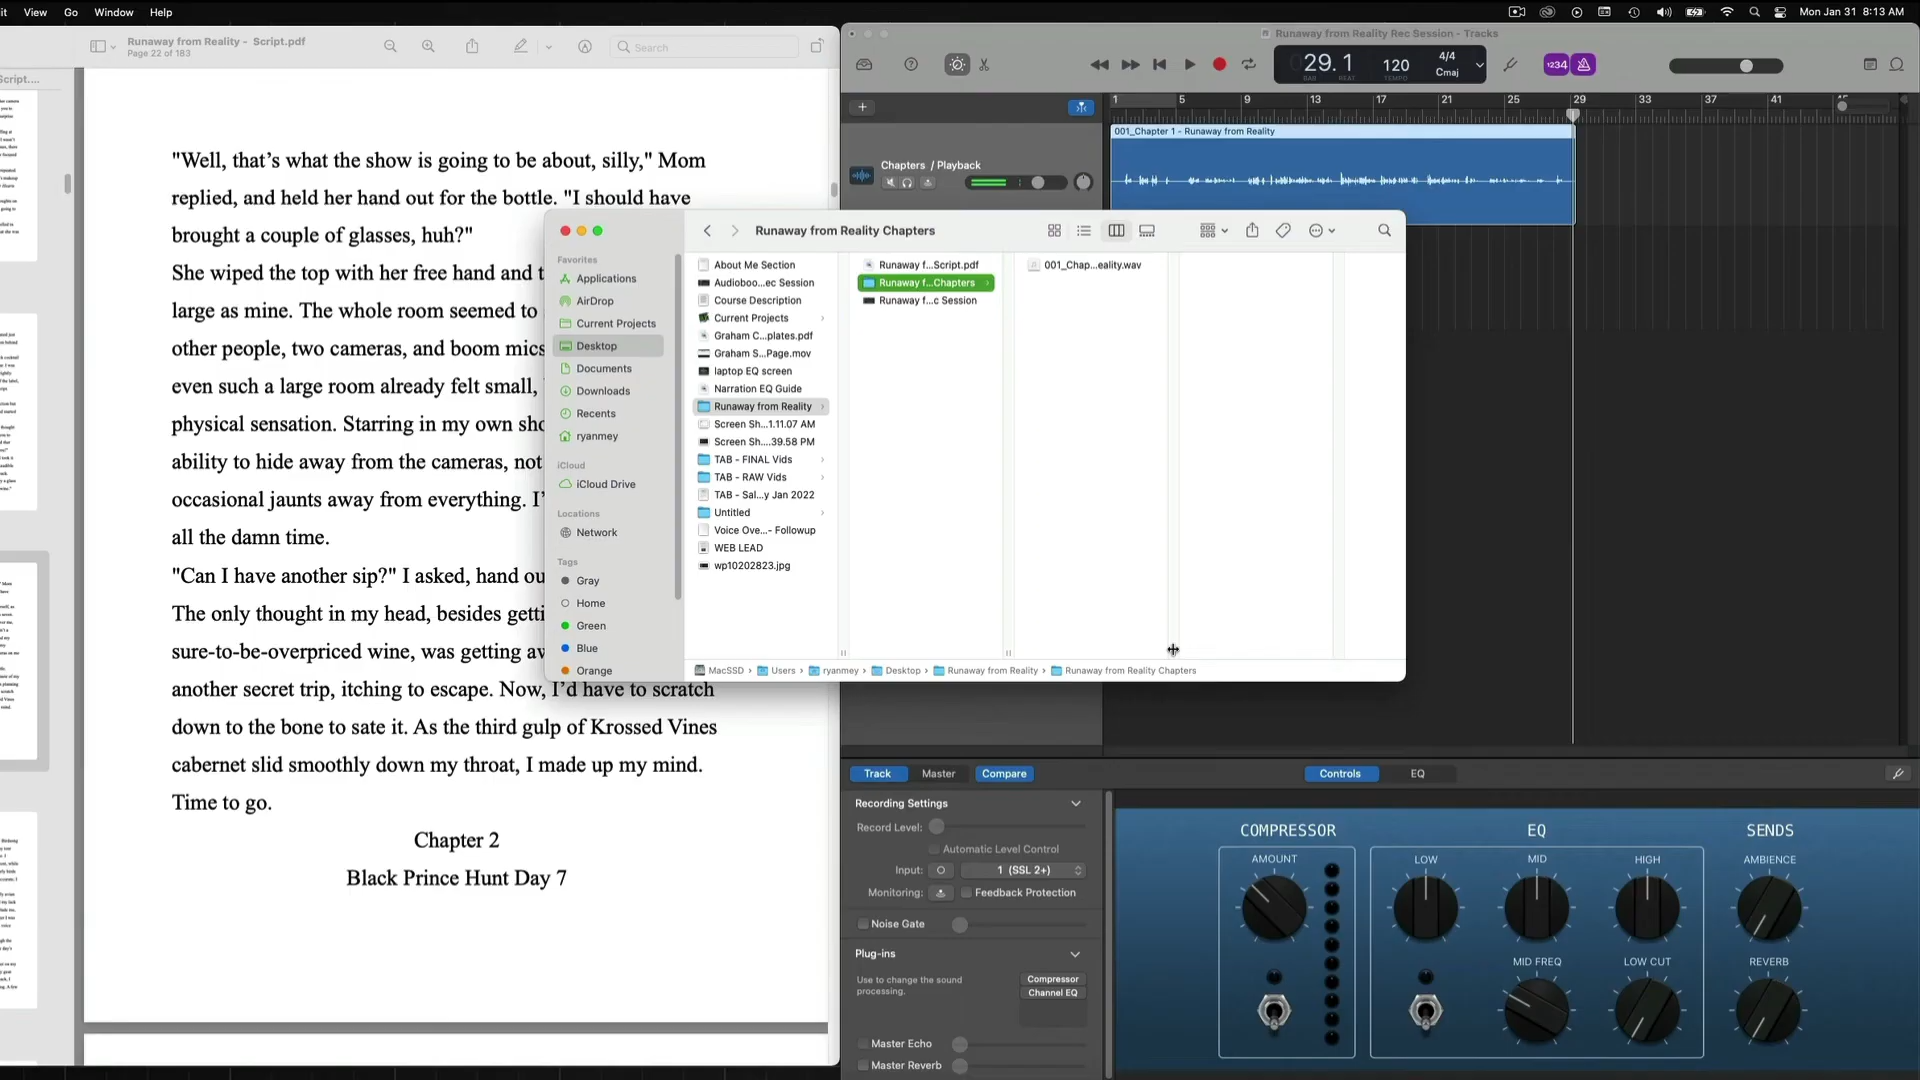 it View Go Window Help
Mon Jan 31 8:13 AM
Runaway from Reality - Script.pdf
Page 22 of 183
Search
Script....
"Well, that's what the show is going to be about, silly," Mom
replied, and held her hand out for the bottle. "I should have
brought a couple of glasses, huh?"
She wiped the top with her free hand and t
large as mine. The whole room seemed to
other people, two cameras, and boom mics
even such a large room already felt small,
physical sensation. Starring in my own sho
ability to hide away from the cameras, not
occasional jaunts away from everything. I'
all the damn time.
"Can I have another sip?" I asked, hand ou
The only thought in my head, besides getti
sure-to-be-overpriced wine, was getting av
another secret trip, itching to escape. Now, I'd have to scratch
down to the bone to sate it. As the third gulp of Krossed Vines
cabernet slid smoothly down my throat, I made up my mind.
Time to go.
Chapter 2
Black Prince Hunt Day 7
Runaway from Reality Rec Session - Tracks
29. 1
BAR BEAT
120
TEMPO
4/4
Cmaj
1234
1 5 9 13 17 21 25 29 33 37 41
001_Chapter 1 - Runaway from Reality
Chapters / Playback
Runaway from Reality Chapters
Favorites
Applications
AirDrop
Current Projects
Desktop
Documents
Downloads
Recents
ryanmey
iCloud
iCloud Drive
Locations
Network
Tags
Gray
Home
Green
Blue
Orange
About Me Section
Audioboo...ec Session
Course Description
Current Projects
Graham C...plates.pdf
Graham S...Page.mov
laptop EQ screen
Narration EQ Guide
Runaway from Reality
Screen Sh...1.11.07 AM
Screen Sh....39.58 PM
TAB - FINAL Vids
TAB - RAW Vids
TAB - Sal...y Jan 2022
Untitled
Voice Ove...- Followup
WEB LEAD
wp10202823.jpg
Runaway f...Script.pdf
Runaway f...Chapters
Runaway f...c Session
001_Chap...eality.wav
MacSSD › Users › ryanmey › Desktop › Runaway from Reality › Runaway from Reality Chapters
Track Master Compare
Controls EQ
Recording Settings
Record Level:
Automatic Level Control
Input: 1 (SSL 2+)
Monitoring: Feedback Protection
Noise Gate
Plug-ins
Use to change the sound
processing.
Compressor
Channel EQ
Master Echo
Master Reverb
COMPRESSOR
AMOUNT
EQ
LOW MID HIGH
MID FREQ LOW CUT
SENDS
AMBIENCE
REVERB